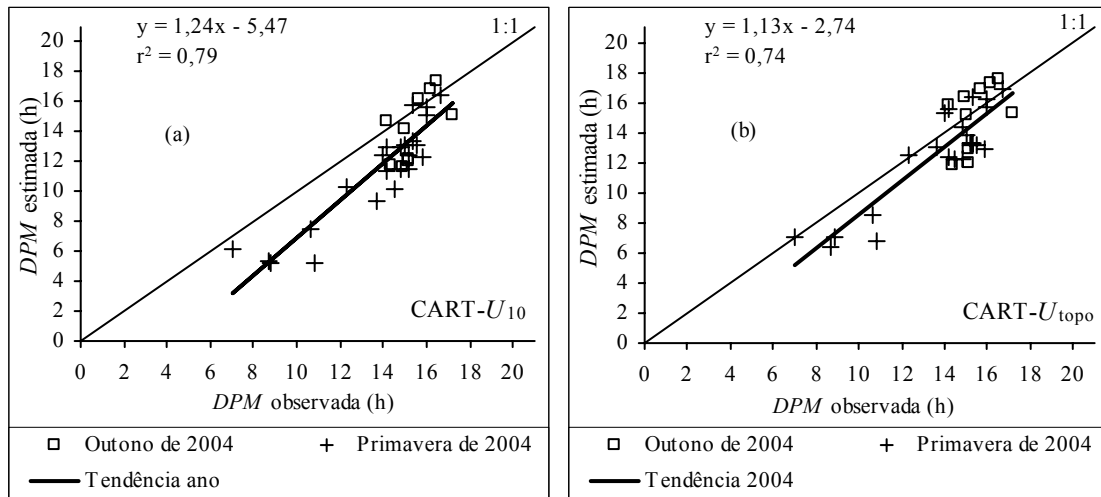 y = 1,24x - 5,47
r² = 0,79
1:1
(a)
20
18
16
14
12
10
8
6
4
2
0
DPM estimada (h)
CART-U10
0 2 4 6 8 10 12 14 16 18 20
DPM observada (h)
Outono de 2004
Primavera de 2004
Tendência ano
y = 1,13x - 2,74
r² = 0,74
1:1
(b)
20
18
16
14
12
10
8
6
4
2
0
DPM estimada (h)
CART-Utopo
0 2 4 6 8 10 12 14 16 18 20
DPM observada (h)
Outono de 2004
Primavera de 2004
Tendência 2004